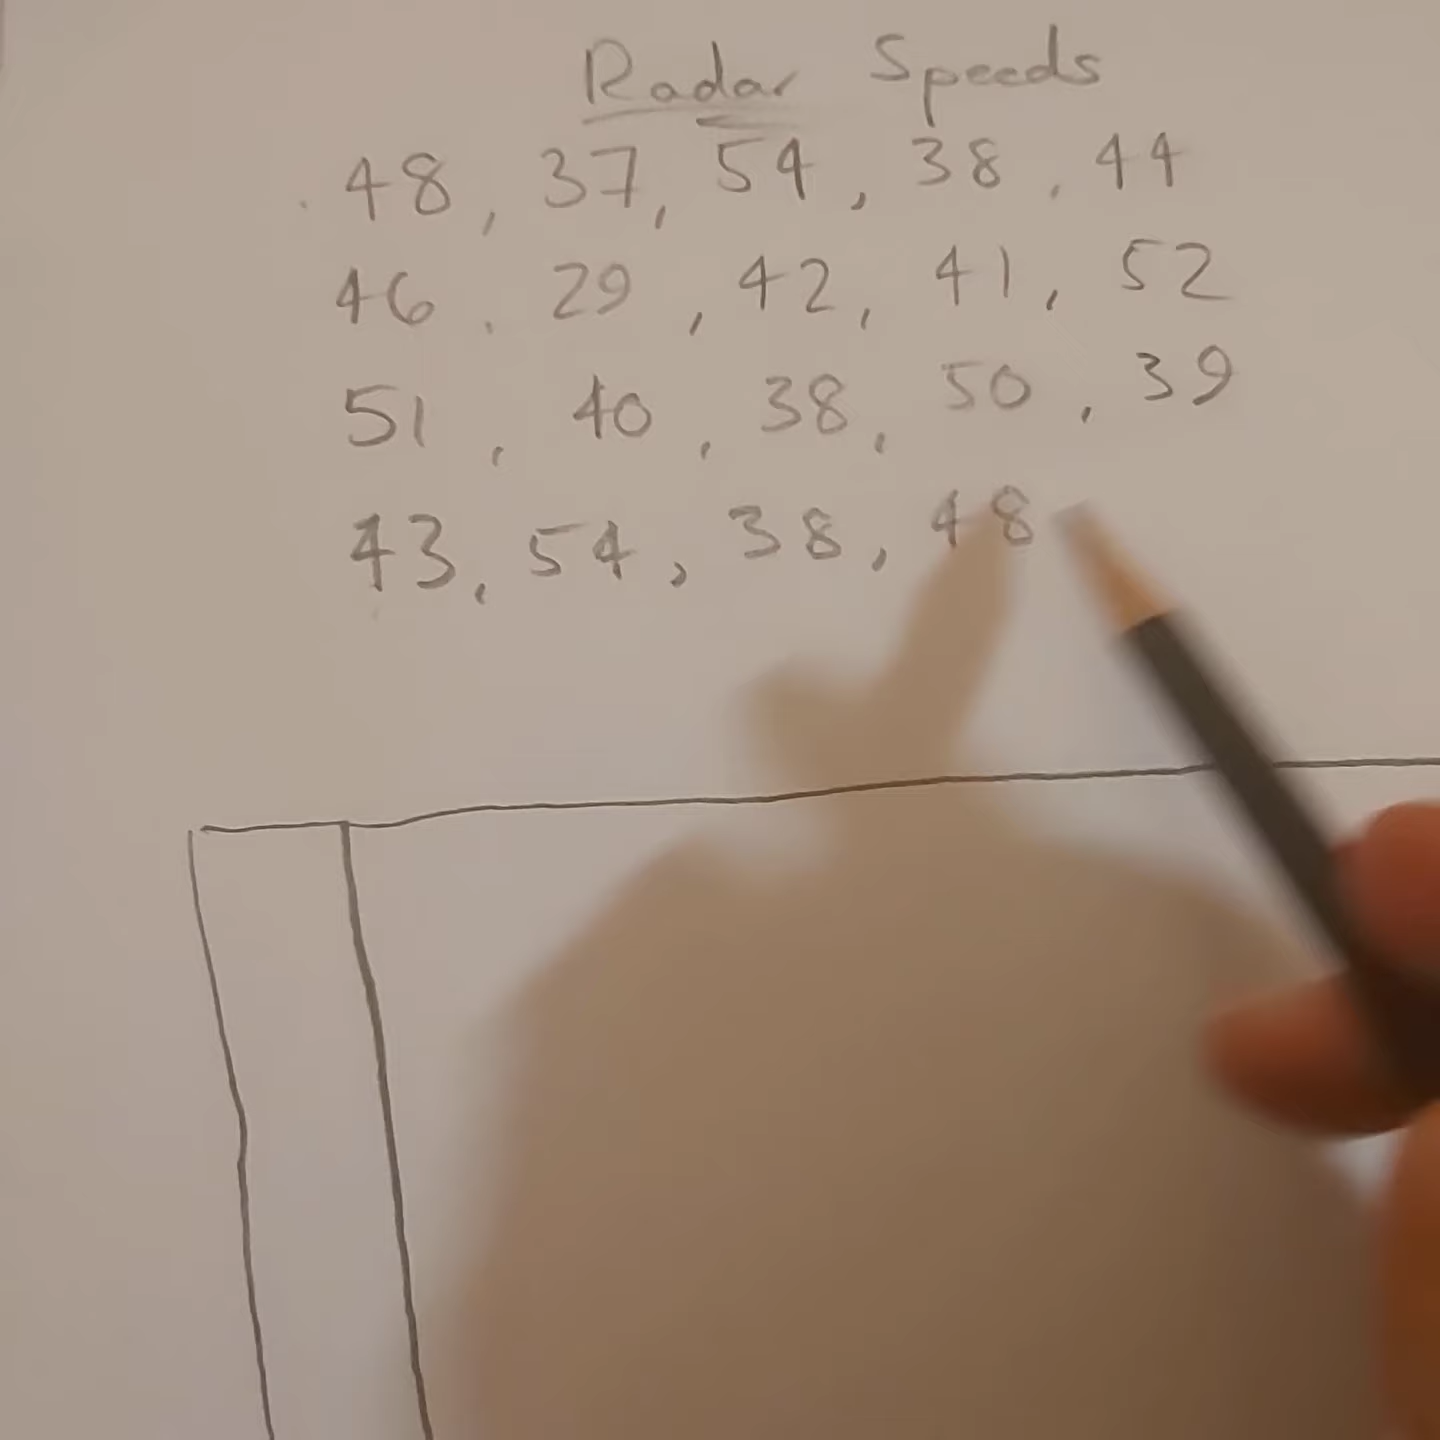 Radar Speeds
48, 37, 54, 38, 44
46, 29, 42, 41, 52
51, 40, 38, 50, 39
43, 54, 38, 48